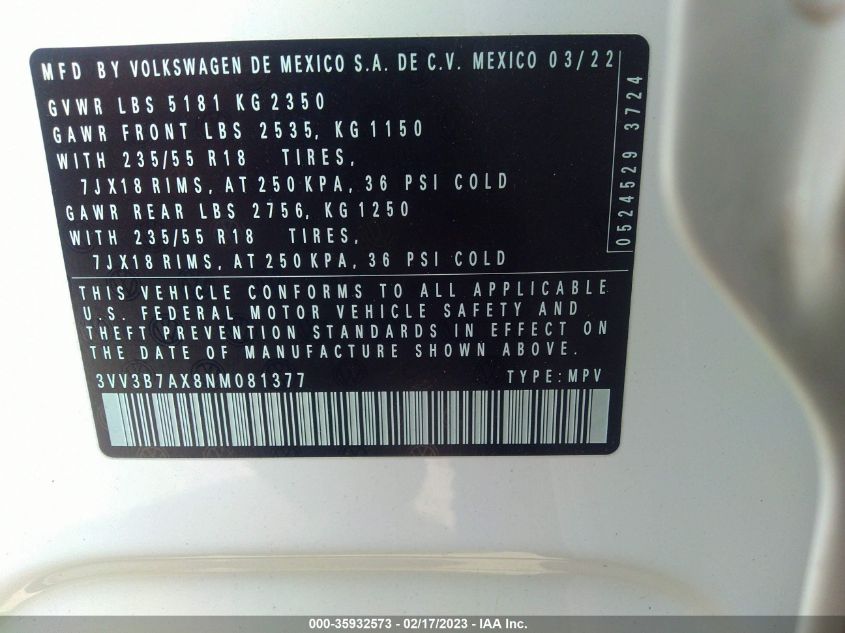 MFD BY VOLKSWAGEN DE MEXICO S.A. DE C.V. MEXICO 03/22
GVWR LBS 5181 KG 2350
GAWR FRONT LBS 2535, KG 1150
WITH 235/55 R18 TIRES,
7JX18 RIMS, AT 250 KPA, 36 PSI COLD
GAWR REAR LBS 2756, KG 1250
WITH 235/55 R18 TIRES,
7JX18 RIMS, AT 250 KPA, 36 PSI COLD
0524529 3724
THIS VEHICLE CONFORMS TO ALL APPLICABLE
U.S. FEDERAL MOTOR VEHICLE SAFETY AND
THEFT PREVENTION STANDARDS IN EFFECT ON
THE DATE OF MANUFACTURE SHOWN ABOVE.
3VV3B7AX8NM081377 TYPE: MPV
000-35932573 - 02/17/2023 - IAA Inc.